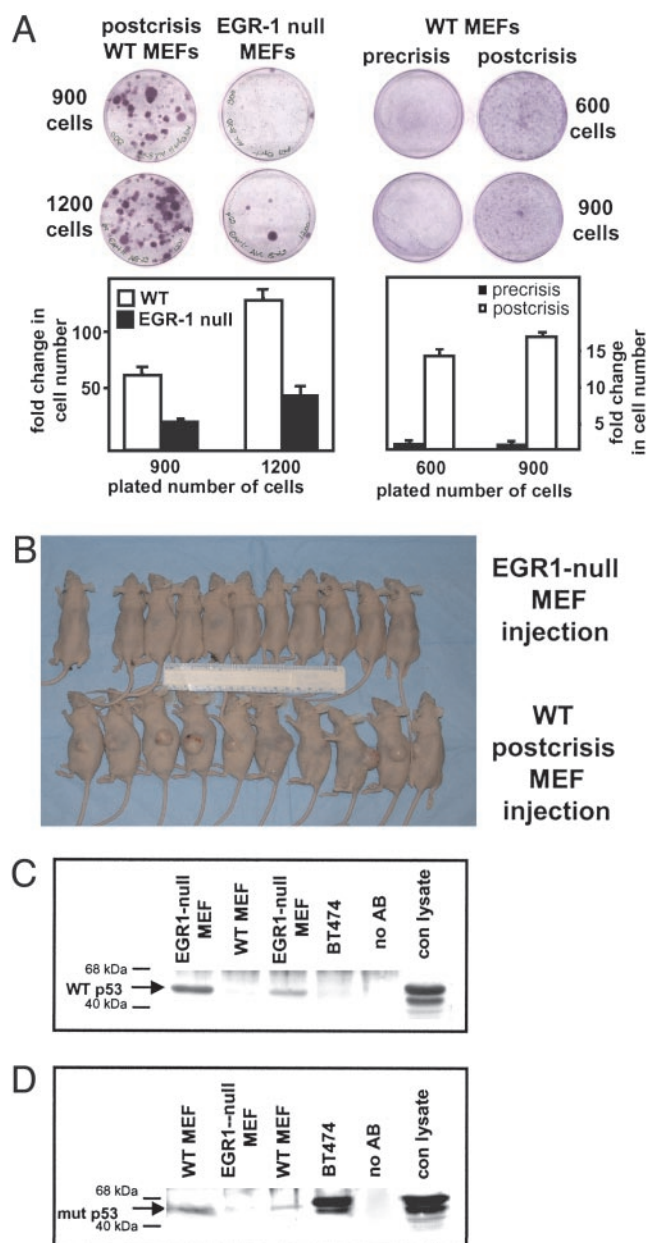 A
postcrisis
WT MEFs
EGR-1 null
MEFs
WT MEFs
precrisis postcrisis
900
cells
600
cells
1200
cells
900
cells
WT
EGR-1 null
precrisis
postcrisis
fold change in
cell number
100
50
15
10
5
fold change
in cell number
900 1200
plated number of cells
600 900
plated number of cells
B
EGR1-null
MEF
injection
WT
postcrisis
MEF
injection
C
EGR1-null
MEF
WT MEF
EGR1-null
MEF
BT474
no AB
con lysate
68 kDa
WT p53
40 kDa
D
WT MEF
EGR1--null
MEF
WT MEF
BT474
no AB
con lysate
68 kDa
mut p53
40 kDa